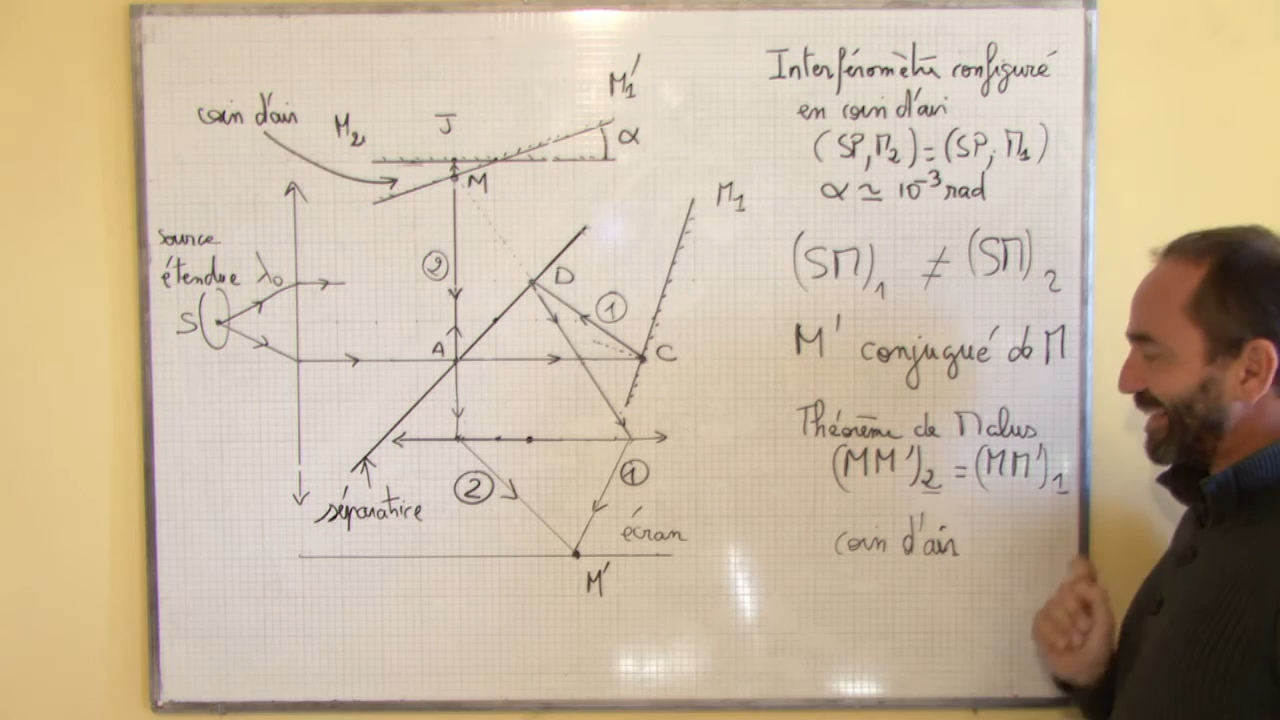 Interféromètre configuré
en coin d'air
(SP, M2) = (SP, M1)
α ≃ 10⁻³ rad
(SM)₁ ≠ (SM)₂
M' conjugué de M
Théorème de Malus
(MM')₂ = (MM')₁
coin d'air
coin d'air
M2
J
M'1
α
M
M1
source
étendue λ₀
S
②
D
①
A
C
②
①
séparatrice
écran
M'